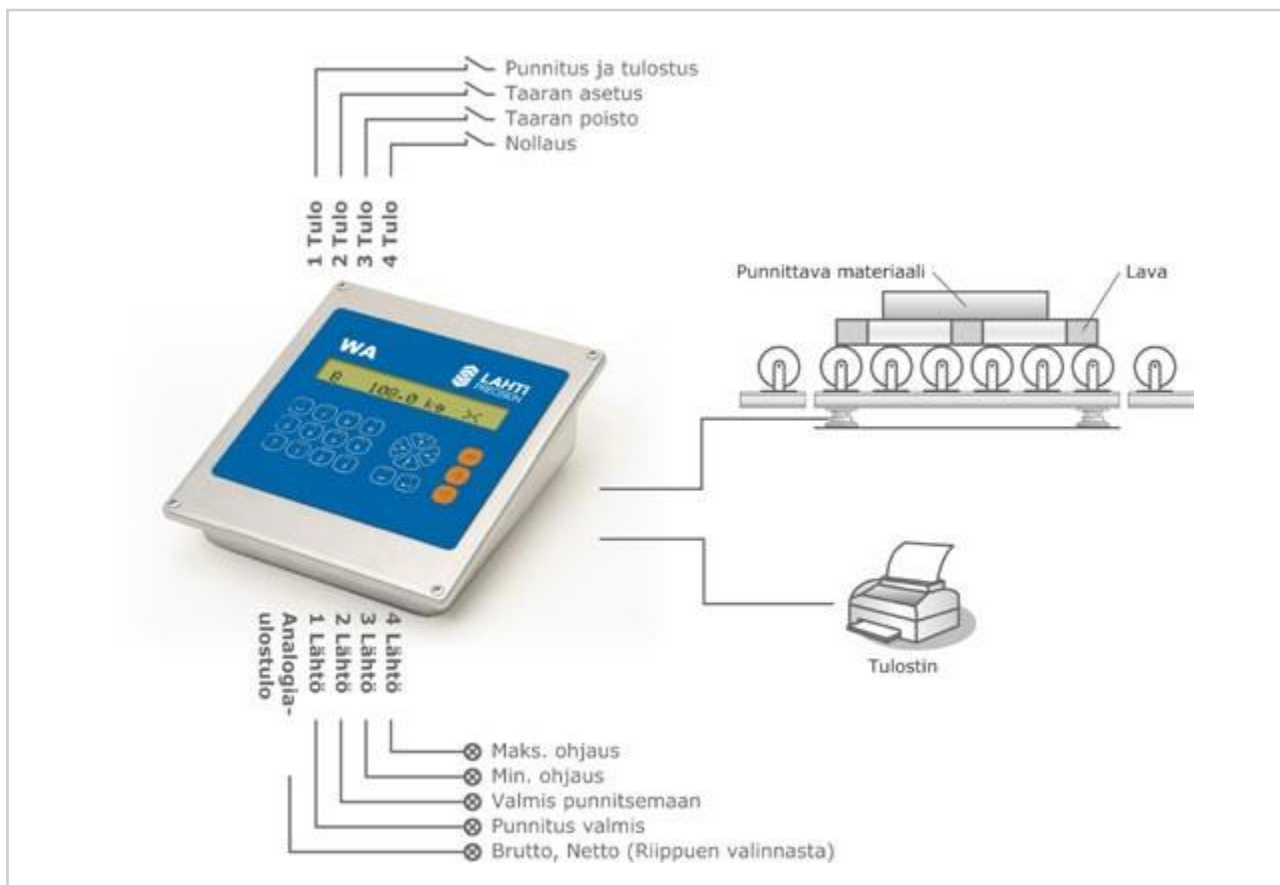 Punnitus ja tulostus
Taaran asetus
Taaran poisto
Nollaus
1 Tulo
2 Tulo
3 Tulo
4 Tulo
Punnittava materiaali
Lava
WA
LAHTI
PRECISION
Tulostin
Analogia-
ulostulo
1 Lähtö
2 Lähtö
3 Lähtö
4 Lähtö
Maks. ohjaus
Min. ohjaus
Valmis punnitsemaan
Punnitus valmis
Brutto, Netto (Riippuen valinnasta)